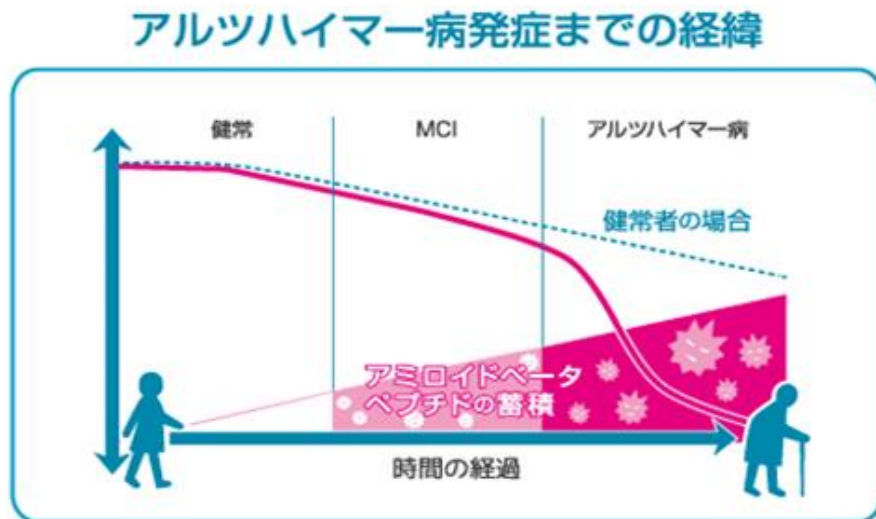 アルツハイマー病発症までの経緯
健常
MCI
アルツハイマー病
健常者の場合
アミロイドベータ
ペプチドの蓄積
時間の経過